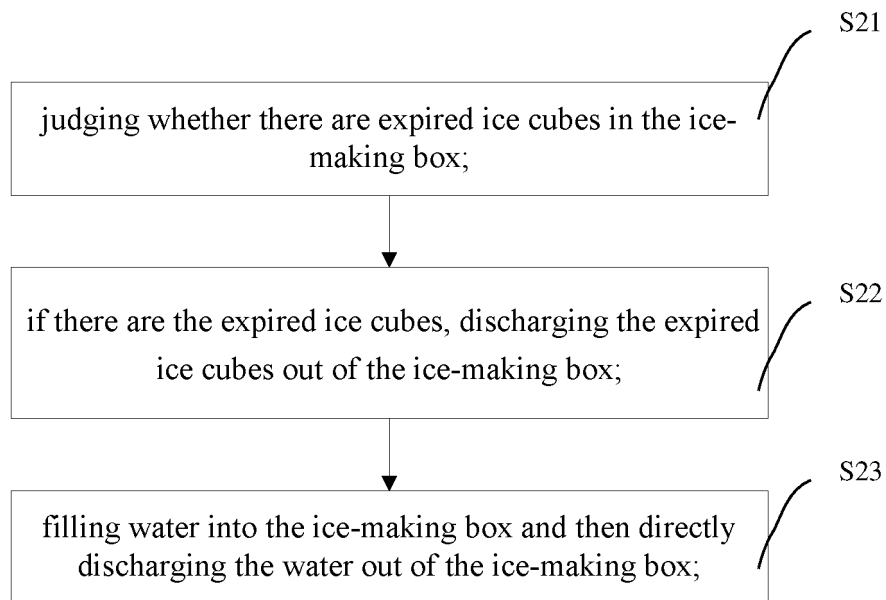 S21
judging whether there are expired ice cubes in the ice-
making box;
S22
if there are the expired ice cubes, discharging the expired
ice cubes out of the ice-making box;
S23
filling water into the ice-making box and then directly
discharging the water out of the ice-making box;